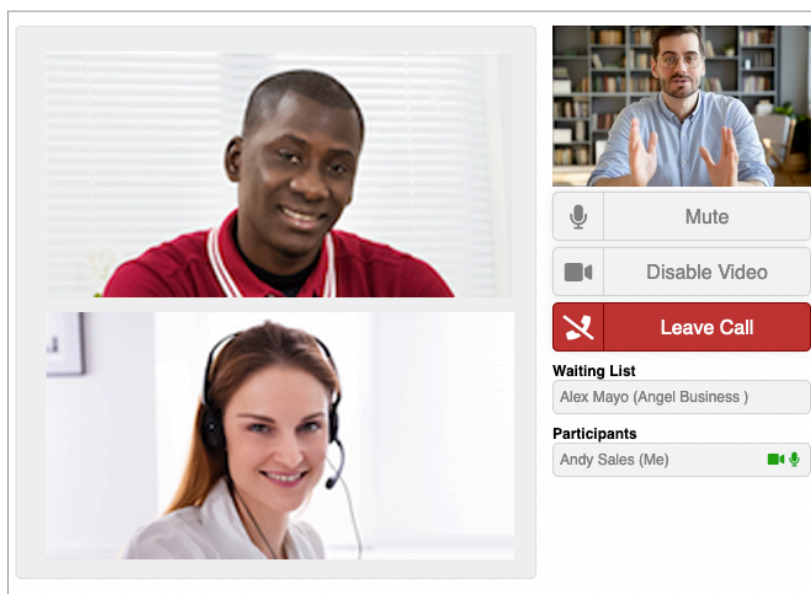 Mute
Disable Video
Leave Call
Waiting List
Alex Mayo (Angel Business )
Participants
Andy Sales (Me)